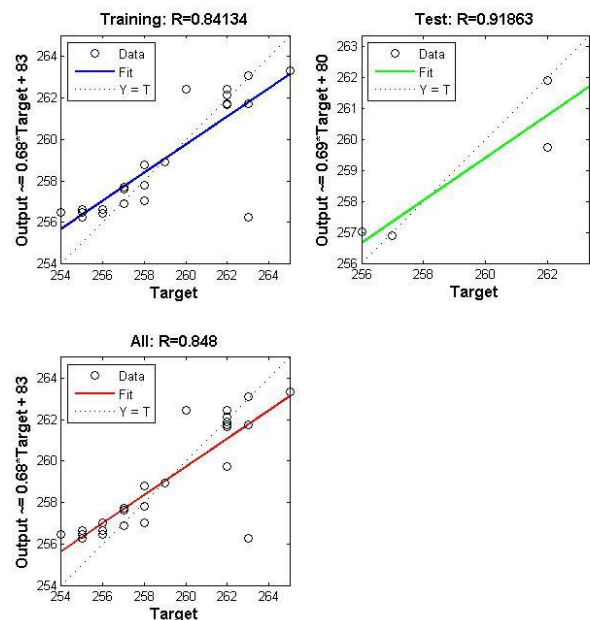 Training: R=0.84134
Output ~= 0.68*Target + 83
264
262
260
258
256
254
Data
Fit
Y = T
254 256 258 260 262 264
Target
Test: R=0.91863
Output ~= 0.69*Target + 80
263
262
261
260
259
258
257
256
Data
Fit
Y = T
256 258 260 262
Target
All: R=0.848
Output ~= 0.68*Target + 83
264
262
260
258
256
254
Data
Fit
Y = T
254 256 258 260 262 264
Target